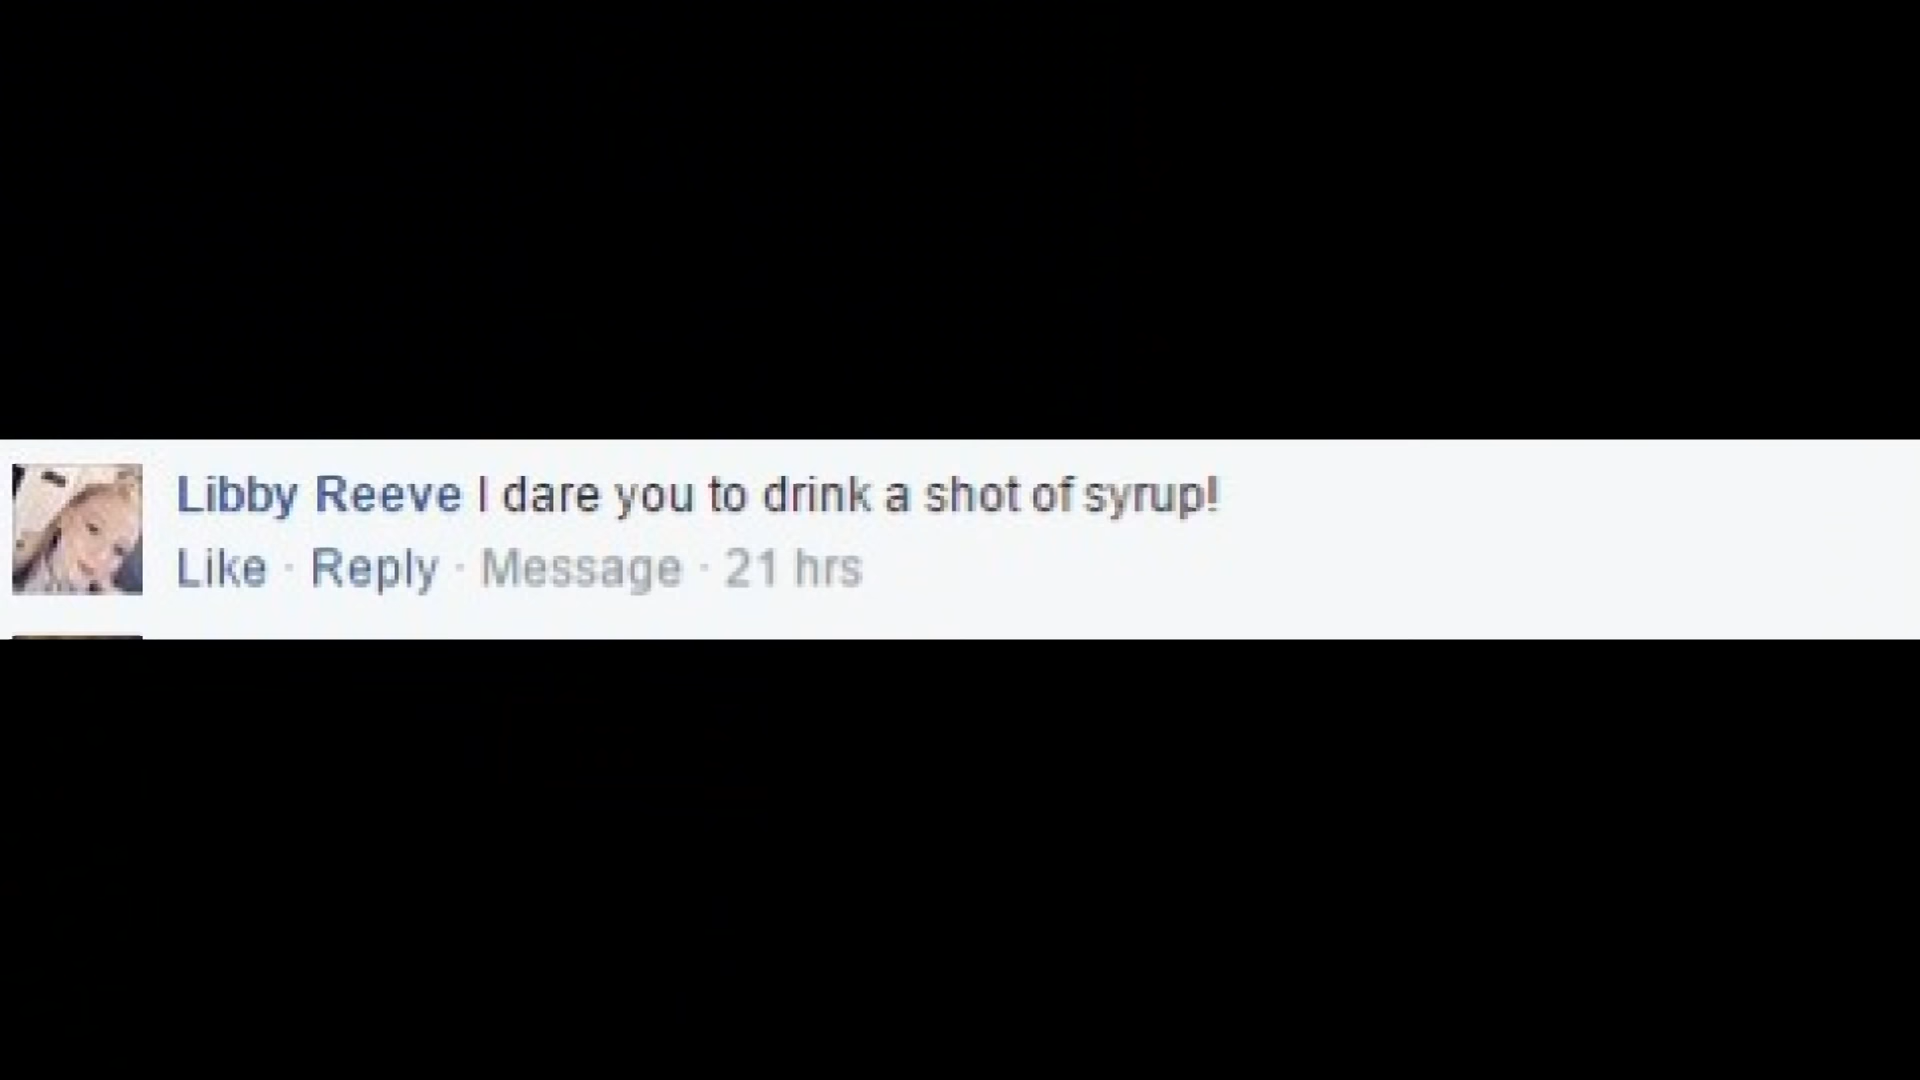 Libby Reeve I dare you to drink a shot of syrup!
Like · Reply · Message · 21 hrs